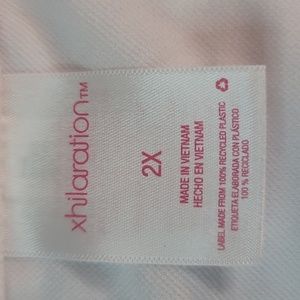 xhilaration™
2X
MADE IN VIETNAM
HECHO EN VIETNAM
LABEL MADE FROM 100% RECYCLED PLASTIC
ETIQUETA ELABORADA CON PLÁSTICO
100 % RECICLADO